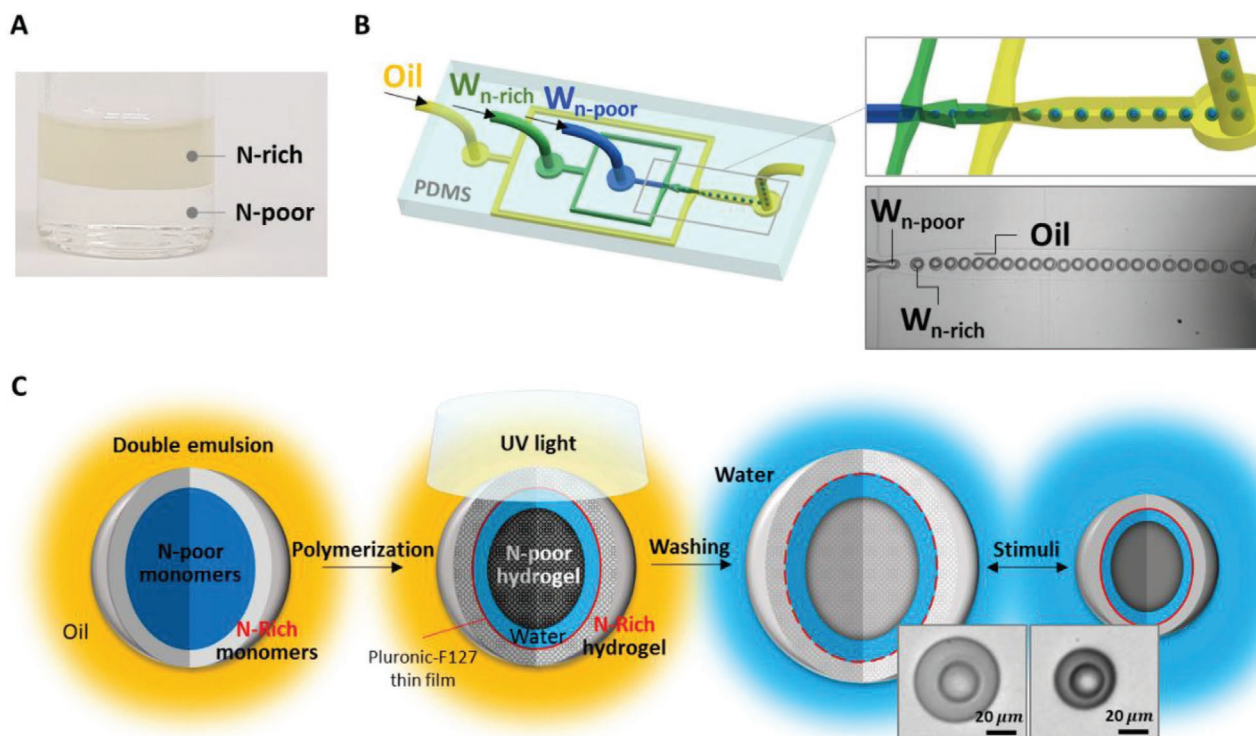 A
N-rich
N-poor
B
Oil
Wn-rich
Wn-poor
PDMS
Wn-poor
Oil
Wn-rich
C
Double emulsion
N-poor
monomers
Oil
N-Rich
monomers
Polymerization
UV light
N-poor
hydrogel
Water
N-Rich
hydrogel
Pluronic-F127
thin film
Washing
Water
Stimuli
20 μm
20 μm